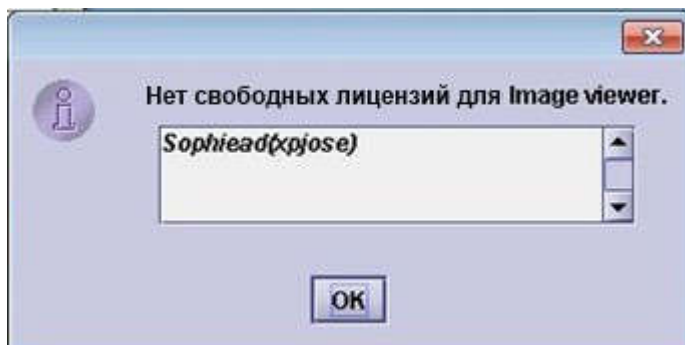 Нет свободных лицензий для Image viewer.
Sophiead(xpjose)
OK